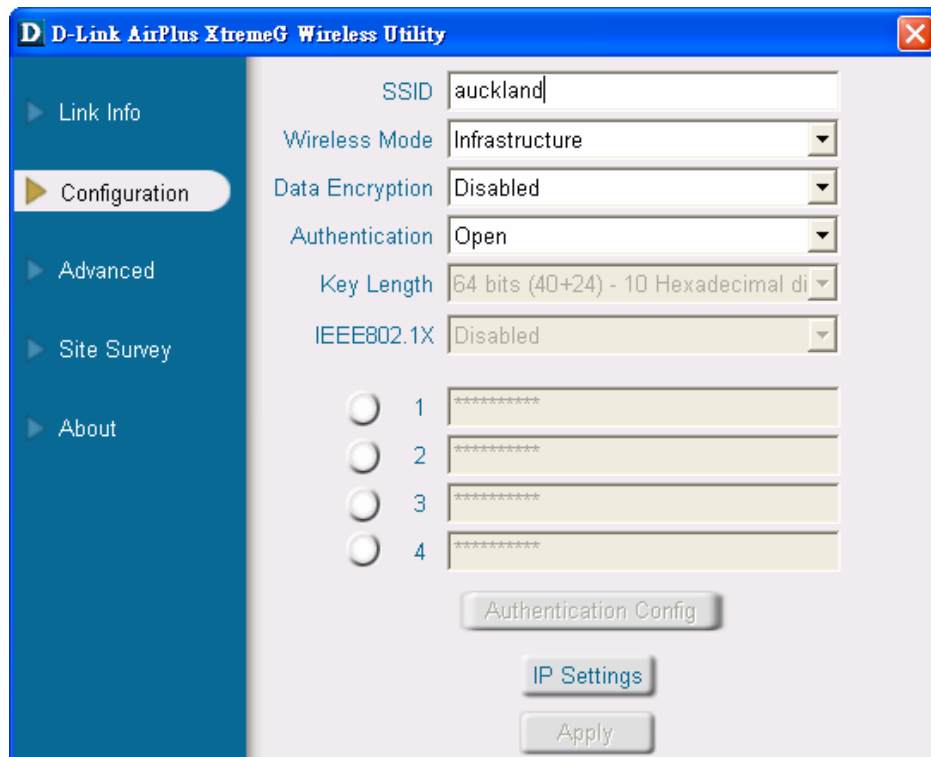 D D-Link AirPlus XtremeG Wireless Utility
Link Info
Configuration
Advanced
Site Survey
About
SSID auckland
Wireless Mode Infrastructure
Data Encryption Disabled
Authentication Open
Key Length 64 bits (40+24) - 10 Hexadecimal di
IEEE802.1X Disabled
1 **********
2 **********
3 **********
4 **********
Authentication Config
IP Settings
Apply